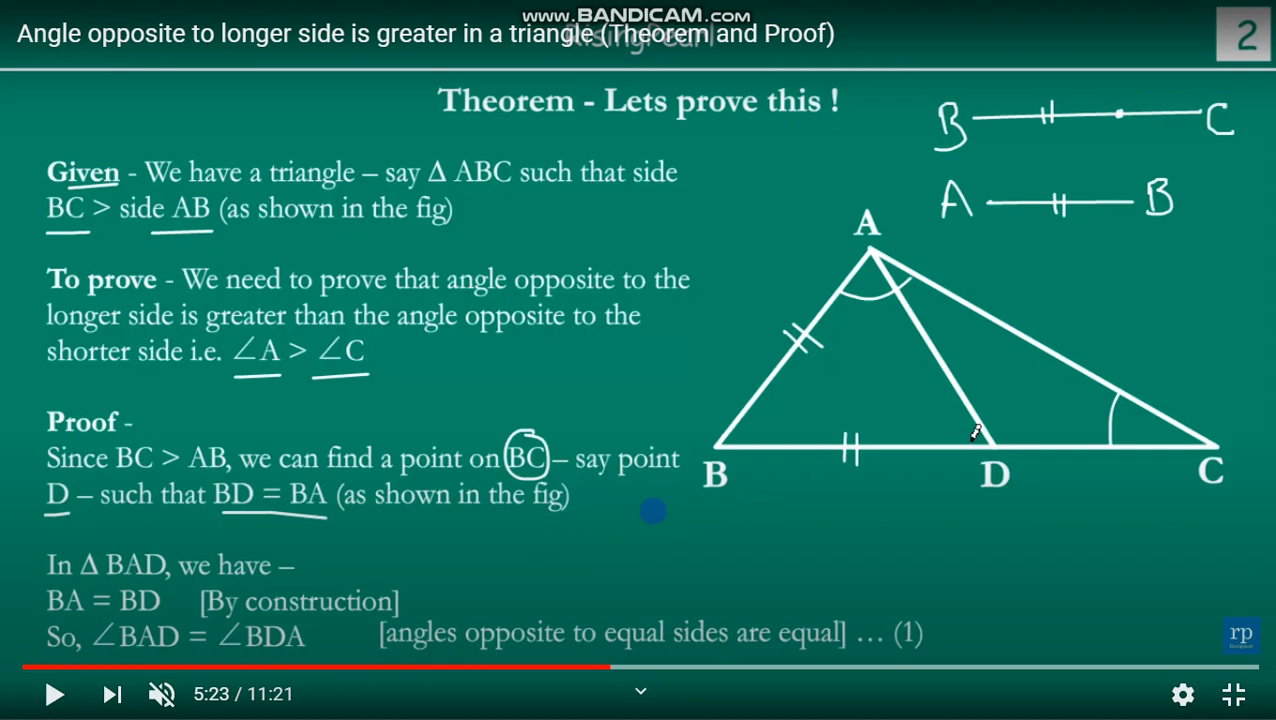 www.BANDICAM.com
Angle opposite to longer side is greater in a triangle (Theorem and Proof)
RisingPearl
2
Theorem - Lets prove this !
B C
A B
Given - We have a triangle – say Δ ABC such that side
BC > side AB (as shown in the fig)
To prove - We need to prove that angle opposite to the
longer side is greater than the angle opposite to the
shorter side i.e. ∠A > ∠C
Proof -
Since BC > AB, we can find a point on BC – say point
D – such that BD = BA (as shown in the fig)
A
B D C
In Δ BAD, we have –
BA = BD [By construction]
So, ∠BAD = ∠BDA [angles opposite to equal sides are equal] … (1)
rp
5:23 / 11:21